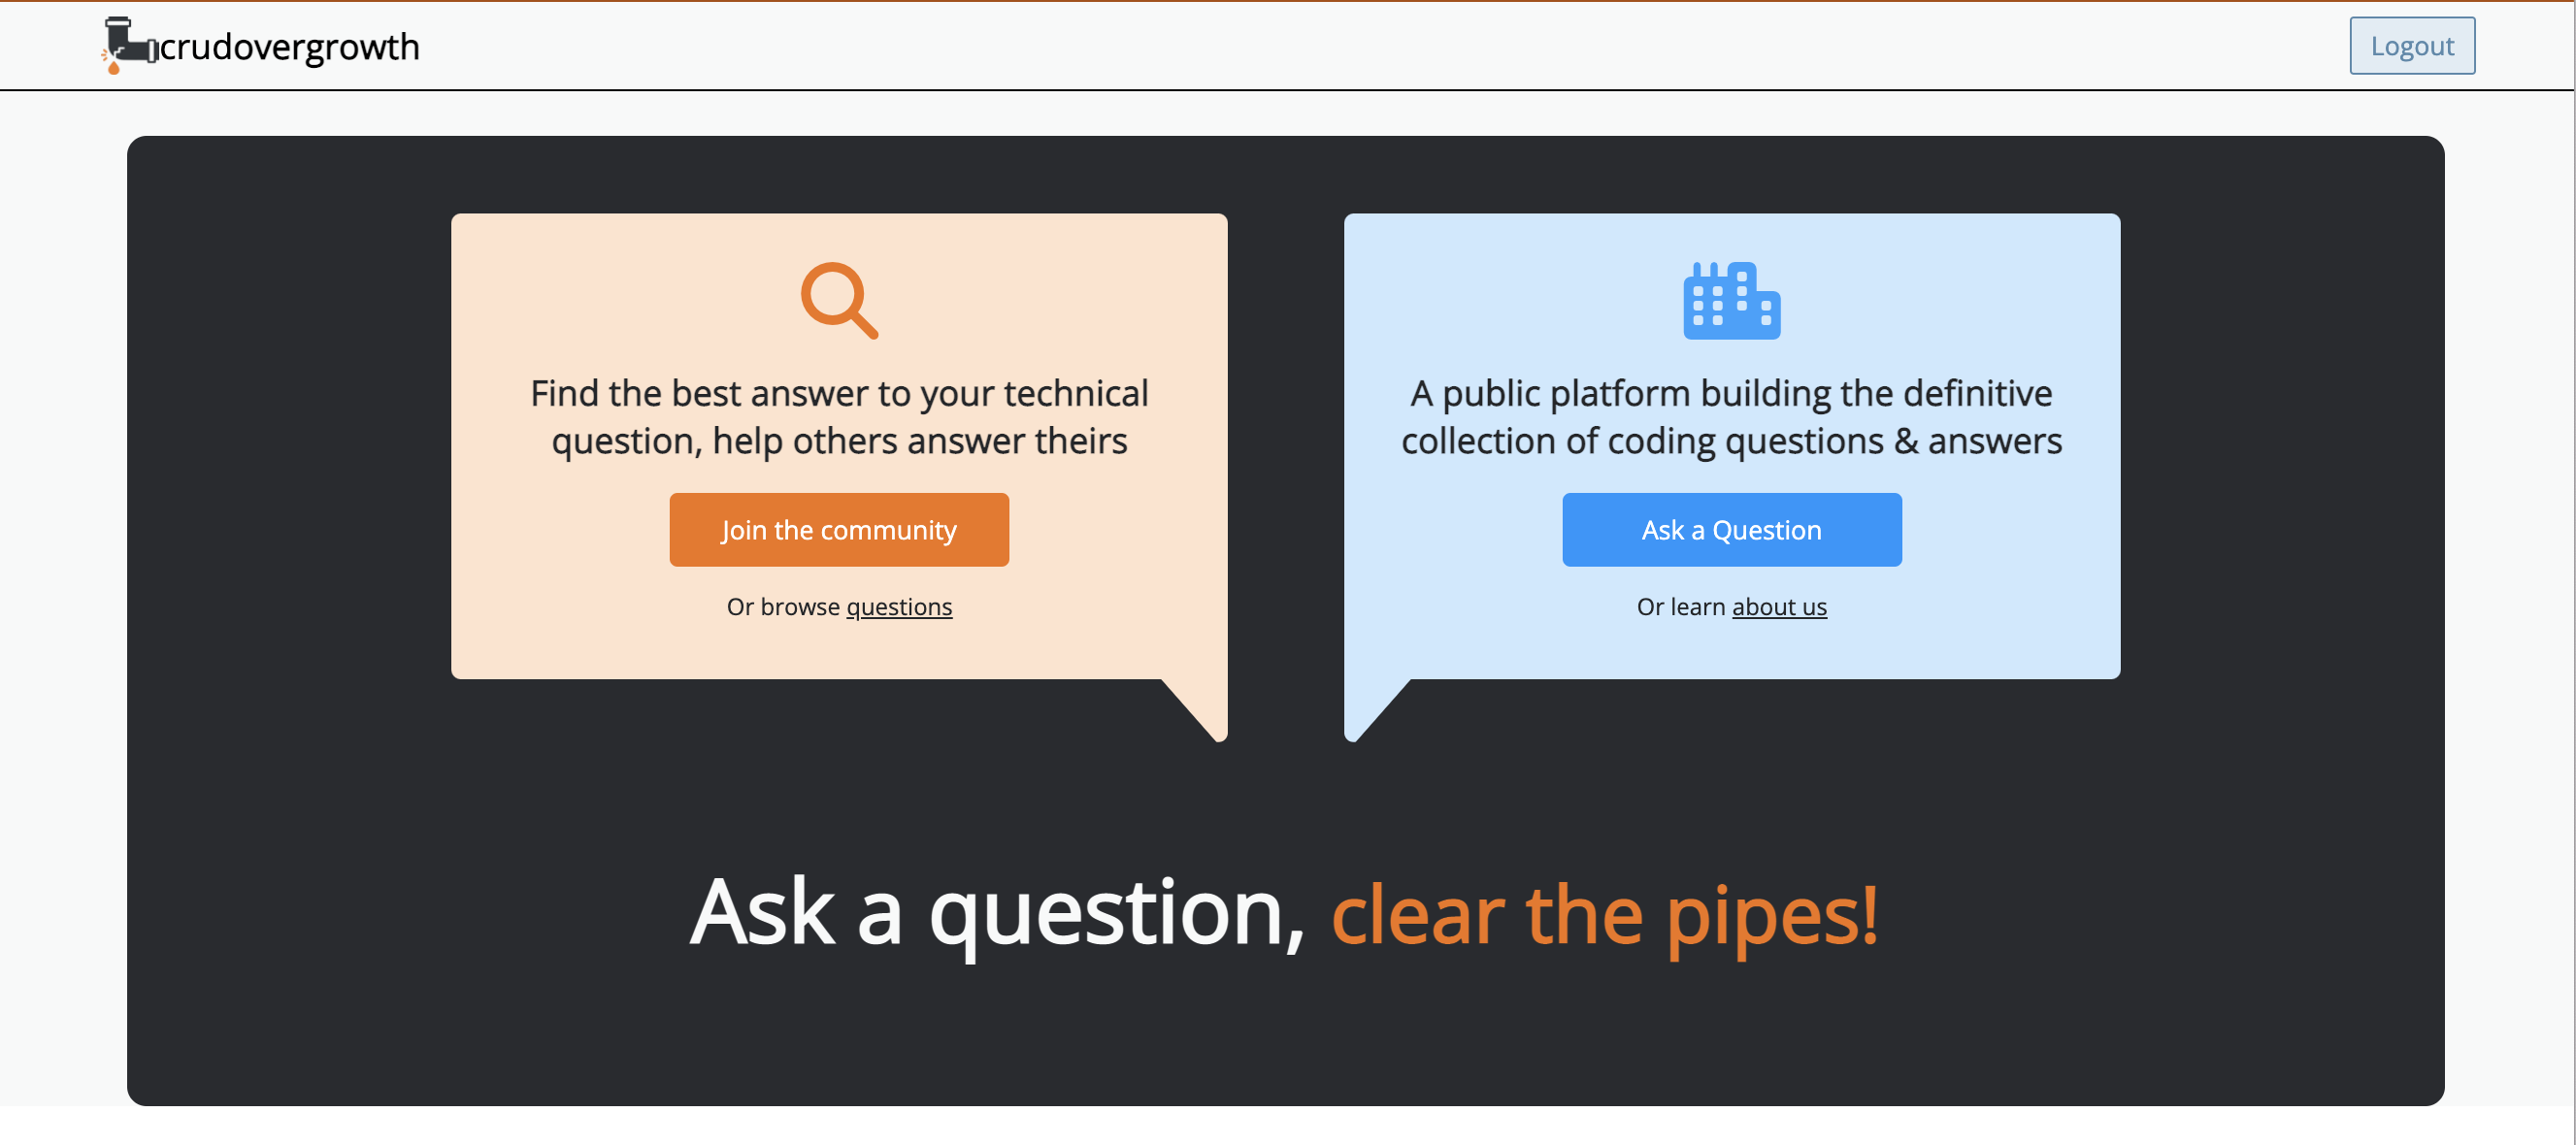 crudovergrowth
Logout
Find the best answer to your technical
question, help others answer theirs
Join the community
Or browse questions
A public platform building the definitive
collection of coding questions & answers
Ask a Question
Or learn about us
Ask a question, clear the pipes!